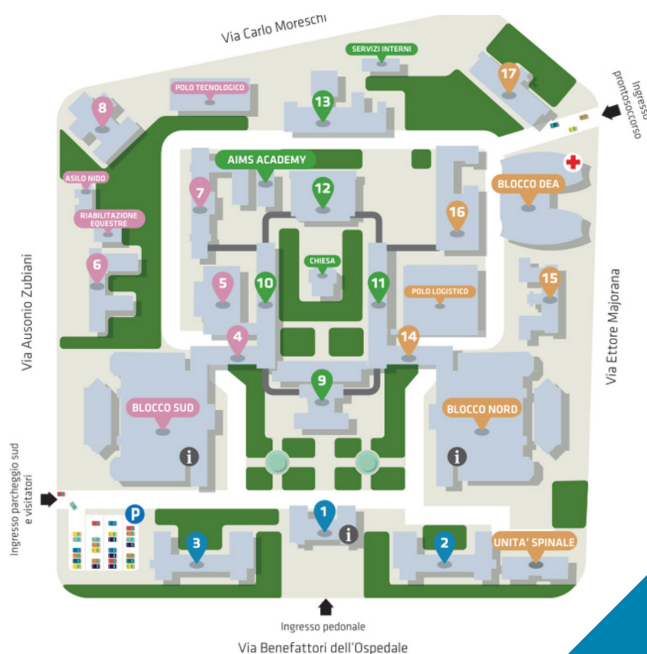 Via Carlo Moreschi
SERVIZI INTERNI
17
Ingresso
prontosoccorso
POLO TECNOLOGICO
8
13
AIMS ACADEMY
BLOCCO DEA
ASILO NIDO
7
12
16
RIABILITAZIONE
EQUESTRE
CHIESA
6
5
10
11
POLO LOGISTICO
15
Via Ausonio Zubiani
Via Ettore Majorana
4
14
9
BLOCCO SUD
BLOCCO NORD
i
i
Ingresso parcheggio sud
e visitatori
P
1
i
3
2
UNITA' SPINALE
Ingresso pedonale
Via Benefattori dell'Ospedale